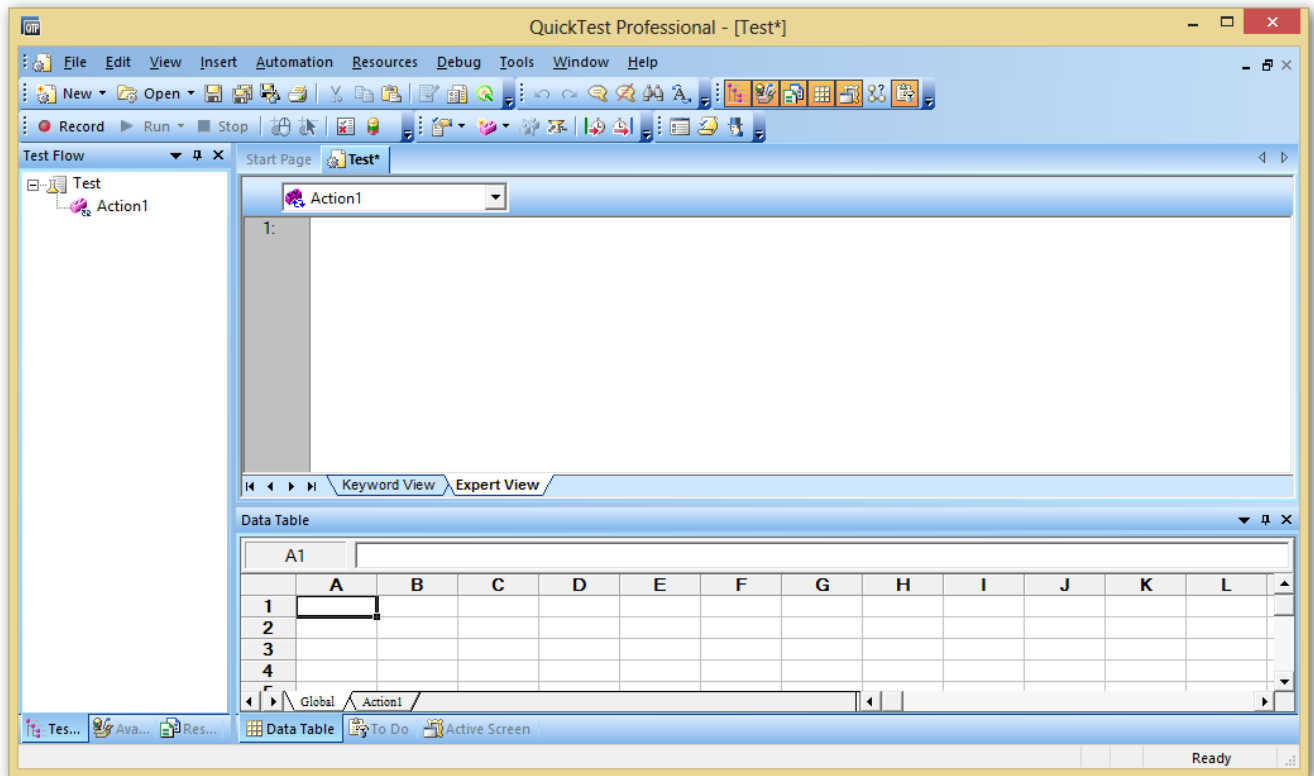 QTP QuickTest Professional - [Test*]
File Edit View Insert Automation Resources Debug Tools Window Help
New Open
Record Run Stop
Test Flow
Start Page Test*
Test
Action1
Action1
1:
Keyword View Expert View
Data Table
A1
A B C D E F G H I J K L
1
2
3
4
5
Global Action1
Tes... Ava... Res... Data Table To Do Active Screen
Ready